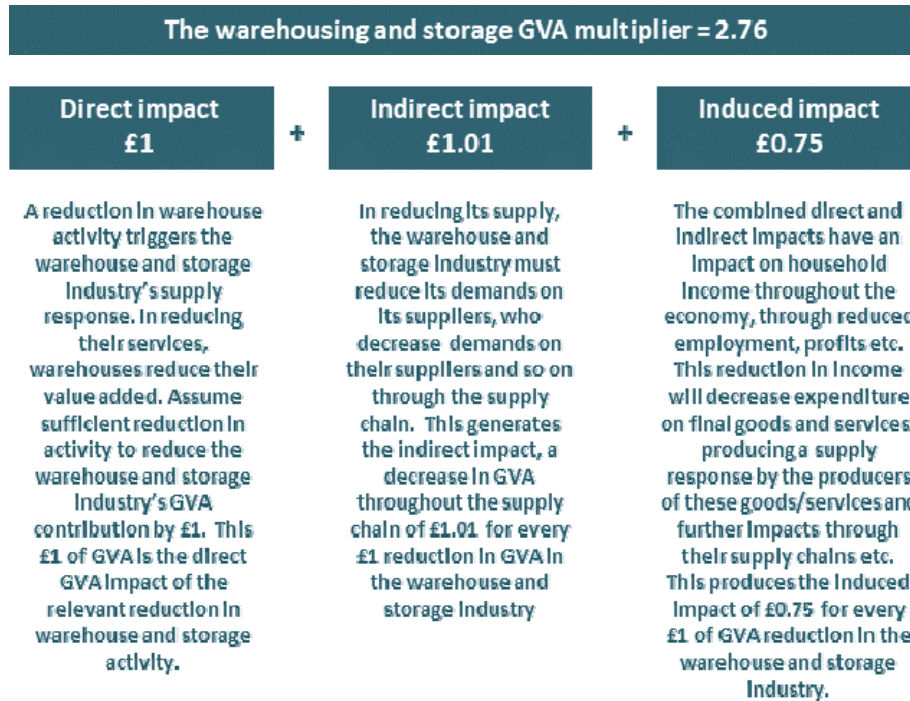 The warehousing and storage GVA multiplier = 2.76
Direct impact
£1
+
Indirect impact
£1.01
+
Induced impact
£0.75
A reduction in warehouse
activity triggers the
warehouse and storage
industry's supply
response. In reducing
their services,
warehouses reduce their
value added. Assume
sufficient reduction in
activity to reduce the
warehouse and storage
industry's GVA
contribution by £1. This
£1 of GVA is the direct
GVA impact of the
relevant reduction in
warehouse and storage
activity.
In reducing its supply,
the warehouse and
storage industry must
reduce its demands on
its suppliers, who
decrease demands on
their suppliers and so on
through the supply
chain. This generates
the indirect impact, a
decrease in GVA
throughout the supply
chain of £1.01 for every
£1 reduction in GVA in
the warehouse and
storage industry
The combined direct and
indirect impacts have an
impact on household
income throughout the
economy, through reduced
employment, profits etc.
This reduction in income
will decrease expenditure
on final goods and services
producing a supply
response by the producers
of these goods/services and
further impacts through
their supply chains etc.
This produces the induced
impact of £0.75 for every
£1 of GVA reduction in the
warehouse and storage
industry.